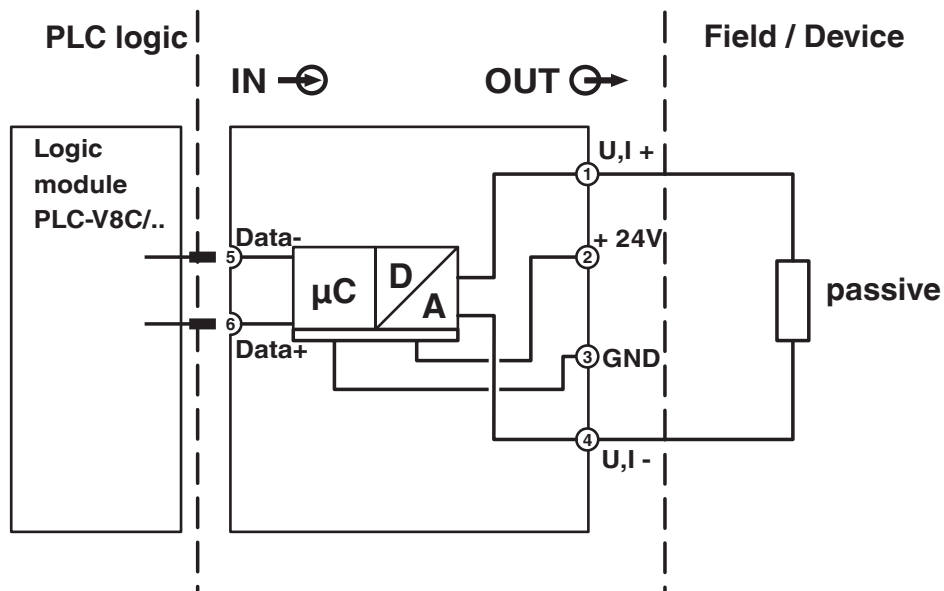 PLC logic
Field / Device
IN
OUT
Logic
module
PLC-V8C/..
U,I +
1
Data-
+ 24V
5
2
µC
D
A
passive
6
Data+
3
GND
4
U,I -